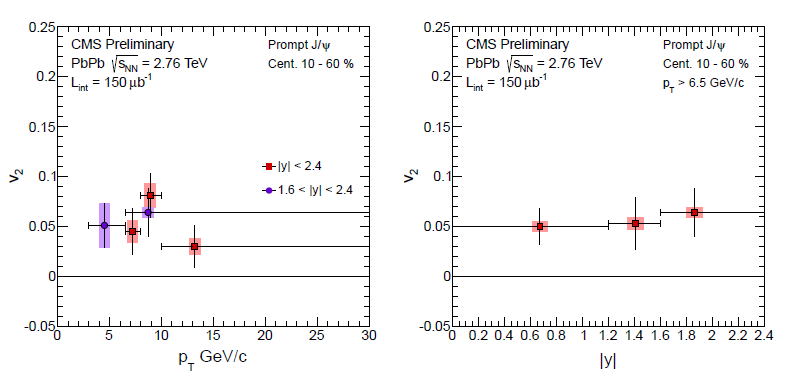 0.25
0.2
0.15
0.1
0.05
0
-0.05
v₂
CMS Preliminary
PbPb √sNN = 2.76 TeV
Lint = 150 μb⁻¹
Prompt J/ψ
Cent. 10 - 60 %
|y| < 2.4
1.6 < |y| < 2.4
0 5 10 15 20 25 30
pT GeV/c
0.25
0.2
0.15
0.1
0.05
0
-0.05
v₂
CMS Preliminary
PbPb √sNN = 2.76 TeV
Lint = 150 μb⁻¹
Prompt J/ψ
Cent. 10 - 60 %
pT > 6.5 GeV/c
0 0.2 0.4 0.6 0.8 1 1.2 1.4 1.6 1.8 2 2.2 2.4
|y|